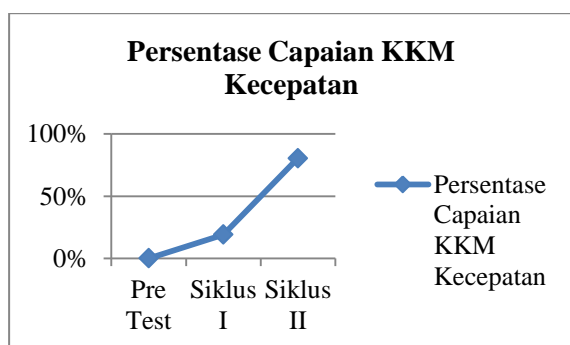 Persentase Capaian KKM
Kecepatan
100%
50%
0%
Pre
Test
Siklus
I
Siklus
II
Persentase
Capaian
KKM
Kecepatan